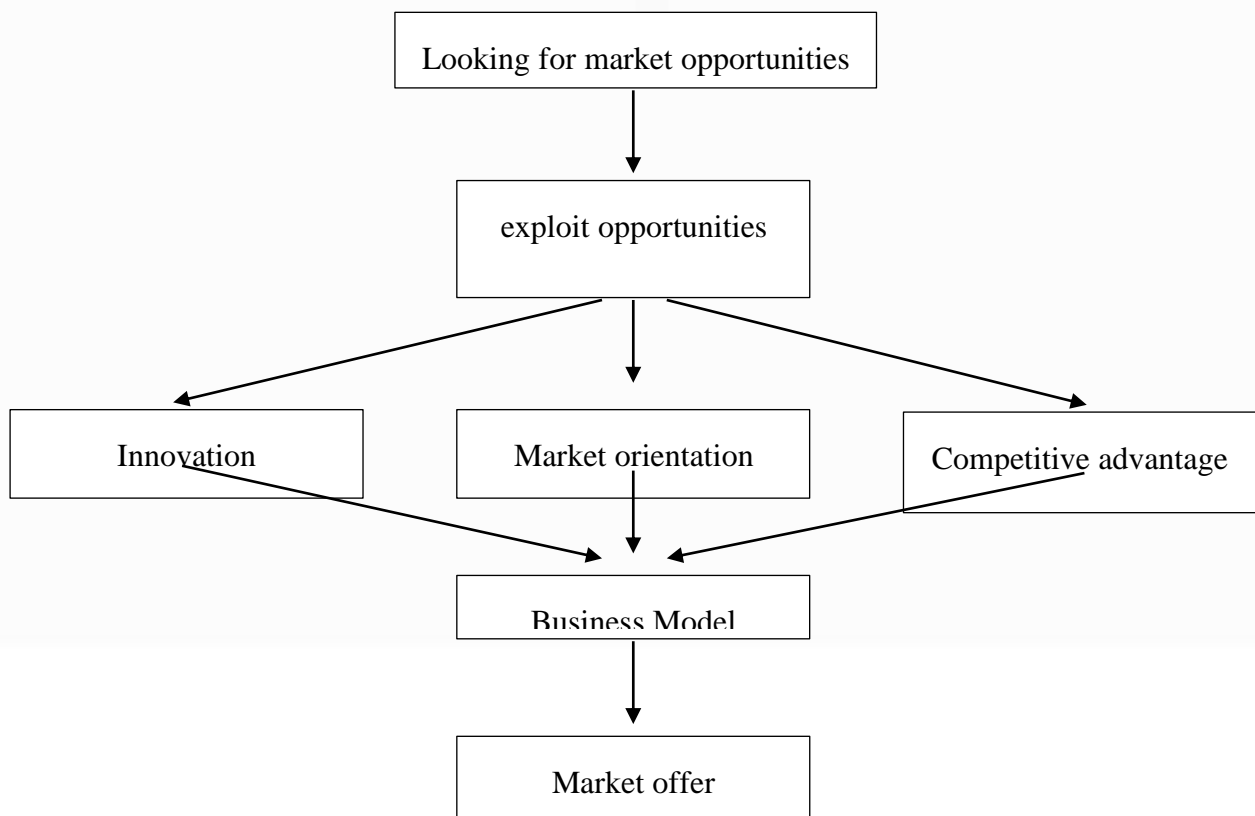 Looking for market opportunities
exploit opportunities
Innovation
Market orientation
Competitive advantage
Business Model
Market offer